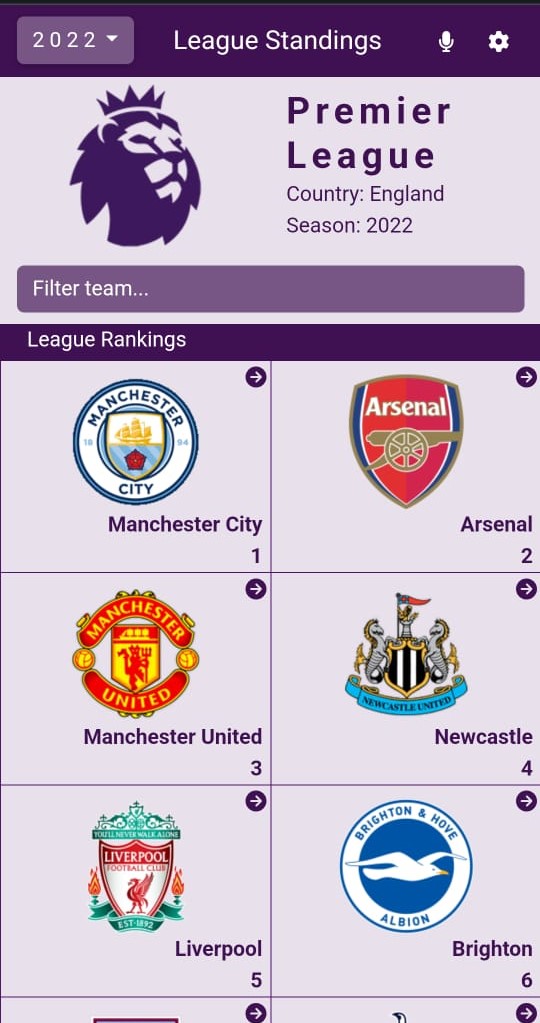 2022
League Standings
Premier
League
Country: England
Season: 2022
Filter team...
League Rankings
MANCHESTER
18 94
CITY
Manchester City
1
Arsenal
Arsenal
2
MANCHESTER
UNITED
Manchester United
3
NEWCASTLE UNITED
Newcastle
4
YOU'LL NEVER WALK ALONE
LIVERPOOL
FOOTBALL CLUB
EST·1892
Liverpool
5
BRIGHTON & HOVE
ALBION
Brighton
6